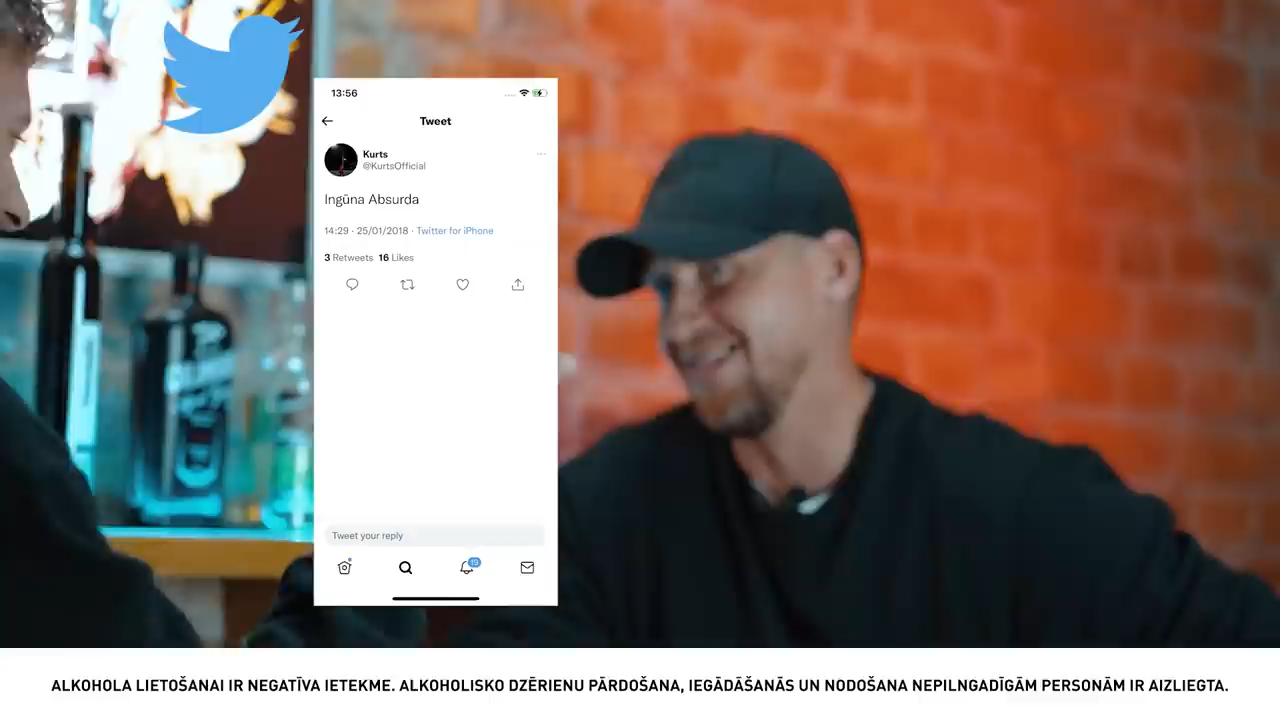 13:56
Tweet
Kurts
@KurtsOfficial
Ingūna Absurda
14:29 · 25/01/2018 · Twitter for iPhone
3 Retweets 16 Likes
Tweet your reply
ALKOHOLA LIETOŠANAI IR NEGATĪVA IETEKME. ALKOHOLISKO DZĒRIENU PĀRDOŠANA, IEGĀDĀŠANĀS UN NODOŠANA NEPILNGADĪGĀM PERSONĀM IR AIZLIEGTA.